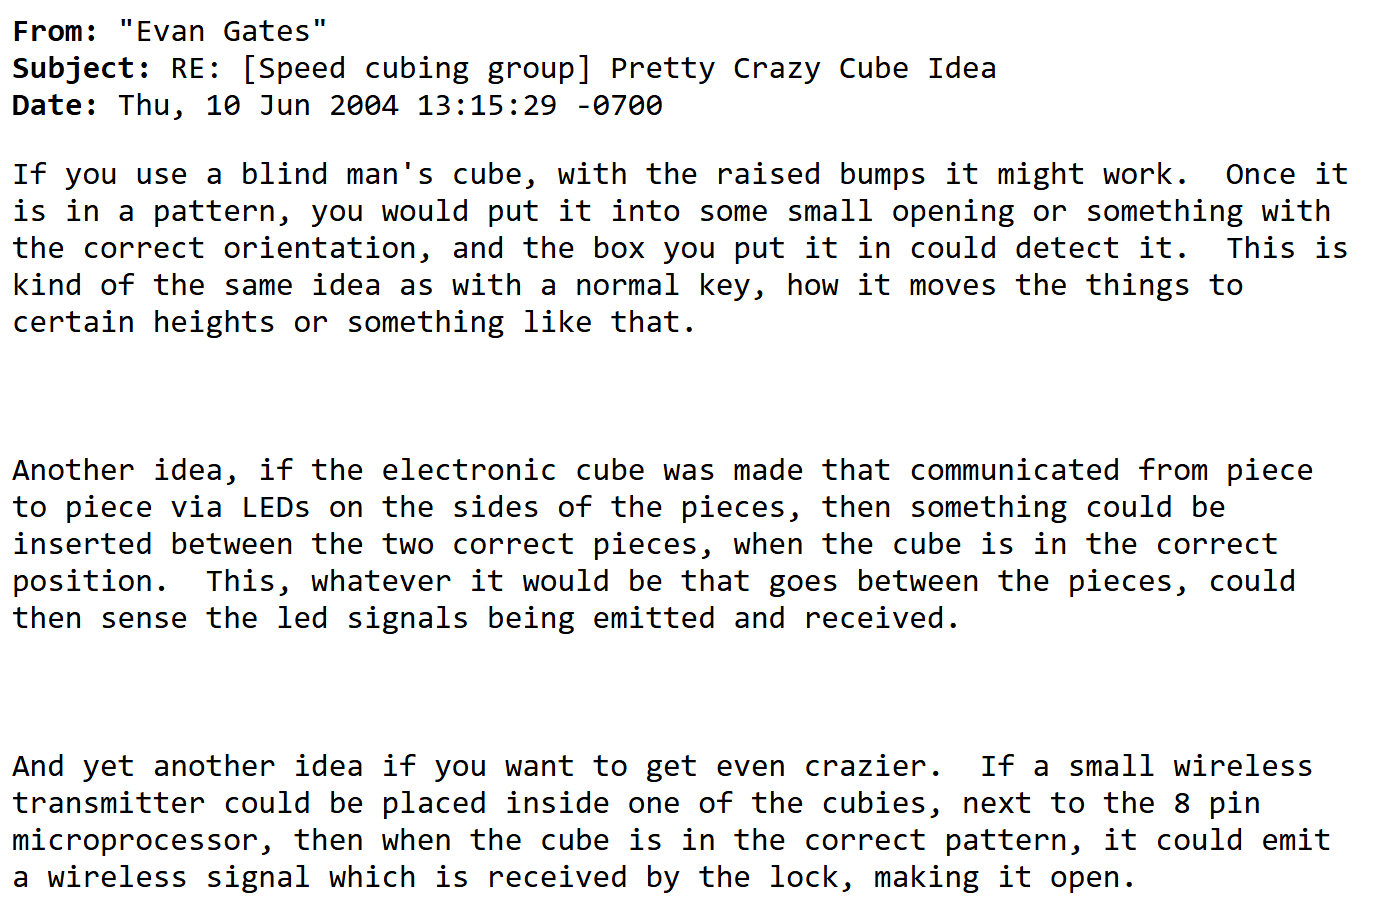 From: "Evan Gates"
Subject: RE: [Speed cubing group] Pretty Crazy Cube Idea
Date: Thu, 10 Jun 2004 13:15:29 -0700
If you use a blind man's cube, with the raised bumps it might work.  Once it
is in a pattern, you would put it into some small opening or something with
the correct orientation, and the box you put it in could detect it.  This is
kind of the same idea as with a normal key, how it moves the things to
certain heights or something like that.
Another idea, if the electronic cube was made that communicated from piece
to piece via LEDs on the sides of the pieces, then something could be
inserted between the two correct pieces, when the cube is in the correct
position.  This, whatever it would be that goes between the pieces, could
then sense the led signals being emitted and received.
And yet another idea if you want to get even crazier.  If a small wireless
transmitter could be placed inside one of the cubies, next to the 8 pin
microprocessor, then when the cube is in the correct pattern, it could emit
a wireless signal which is received by the lock, making it open.